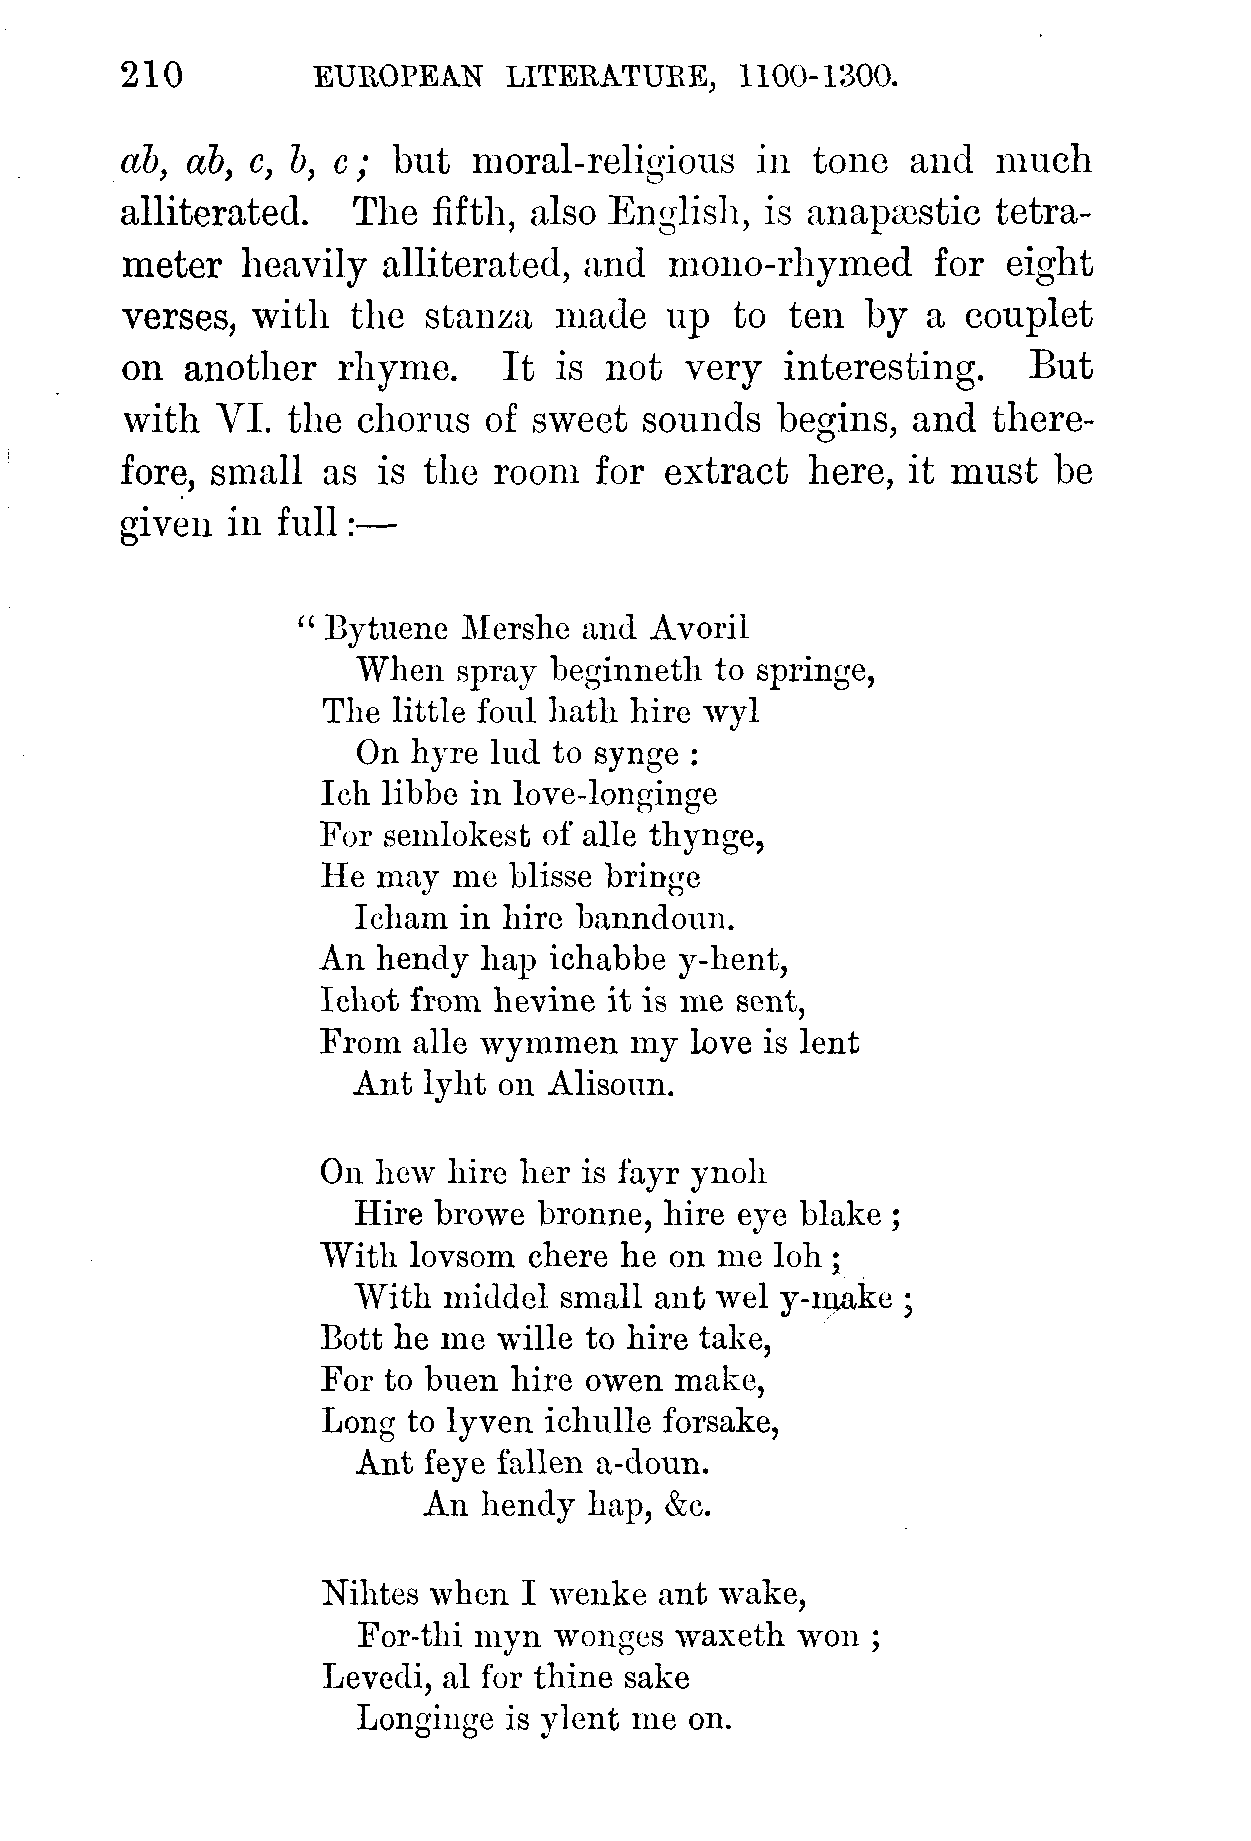 210 EUROPEAN LITERATURE, 1100-1300.
ab, ab, c, b, c; but moral-religious in tone and much
alliterated. The fifth, also English, is anapæstic tetra-
meter heavily alliterated, and mono-rhymed for eight
verses, with the stanza made up to ten by a couplet
on another rhyme. It is not very interesting. But
with VI. the chorus of sweet sounds begins, and there-
fore, small as is the room for extract here, it must be
given in full:—
“Bytuene Mershe and Avoril
When spray beginneth to springe,
The little foul hath hire wyl
On hyre lud to synge :
Ich libbe in love-longinge
For semlokest of alle thynge,
He may me blisse bringe
Icham in hire banndoun.
An hendy hap ichabbe y-hent,
Ichot from hevine it is me sent,
From alle wymmen my love is lent
Ant lyht on Alisoun.
On hew hire her is fayr ynoh
Hire browe bronne, hire eye blake ;
With lovsom chere he on me loh ;
With middel small ant wel y-make ;
Bott he me wille to hire take,
For to buen hire owen make,
Long to lyven ichulle forsake,
Ant feye fallen a-doun.
An hendy hap, &c.
Nihtes when I wenke ant wake,
For-thi myn wonges waxeth won ;
Levedi, al for thine sake
Longinge is ylent me on.